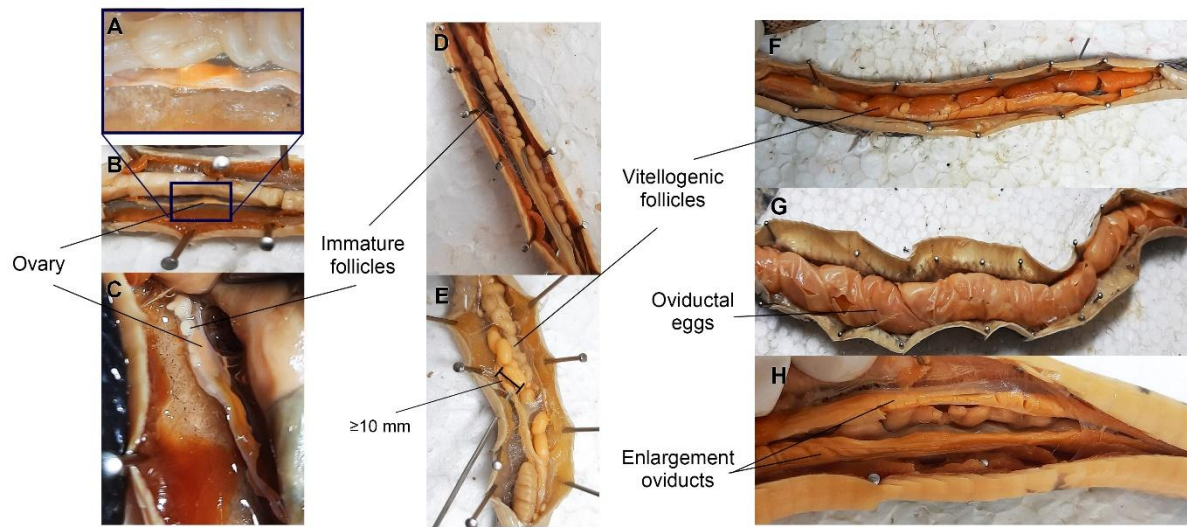 A
B
Ovary
C
Immature
follicles
D
E
≥10 mm
Vitellogenic
follicles
F
G
Oviductal
eggs
H
Enlargement
oviducts